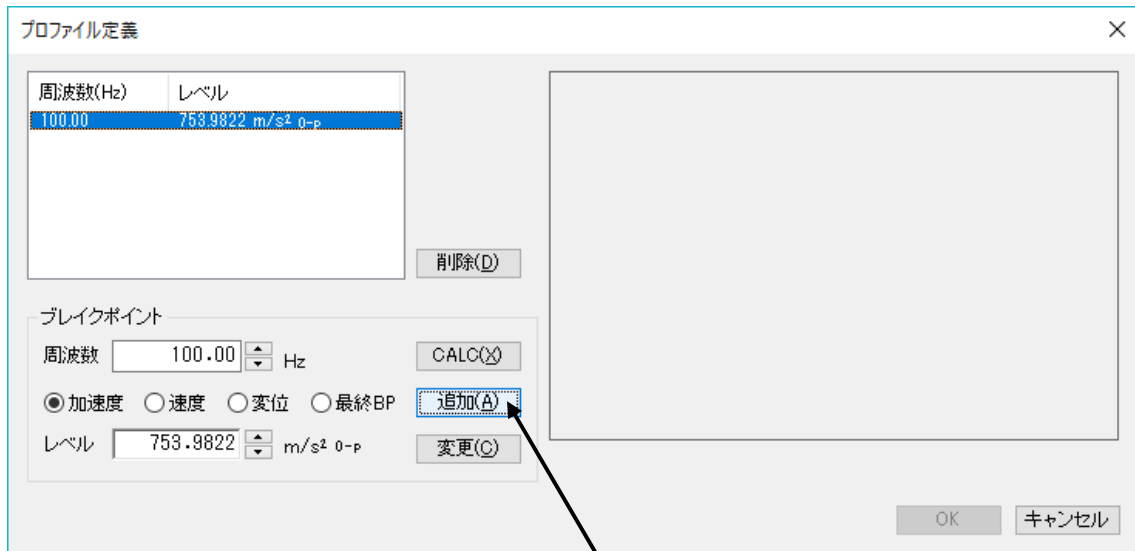 プロファイル定義
周波数(Hz) レベル
100.00 753.9822 m/s² 0-p
削除(D)
ブレイクポイント
周波数 100.00 Hz CALC(X)
加速度 速度 変位 最終BP 追加(A)
レベル 753.9822 m/s² 0-P 変更(C)
OK キャンセル